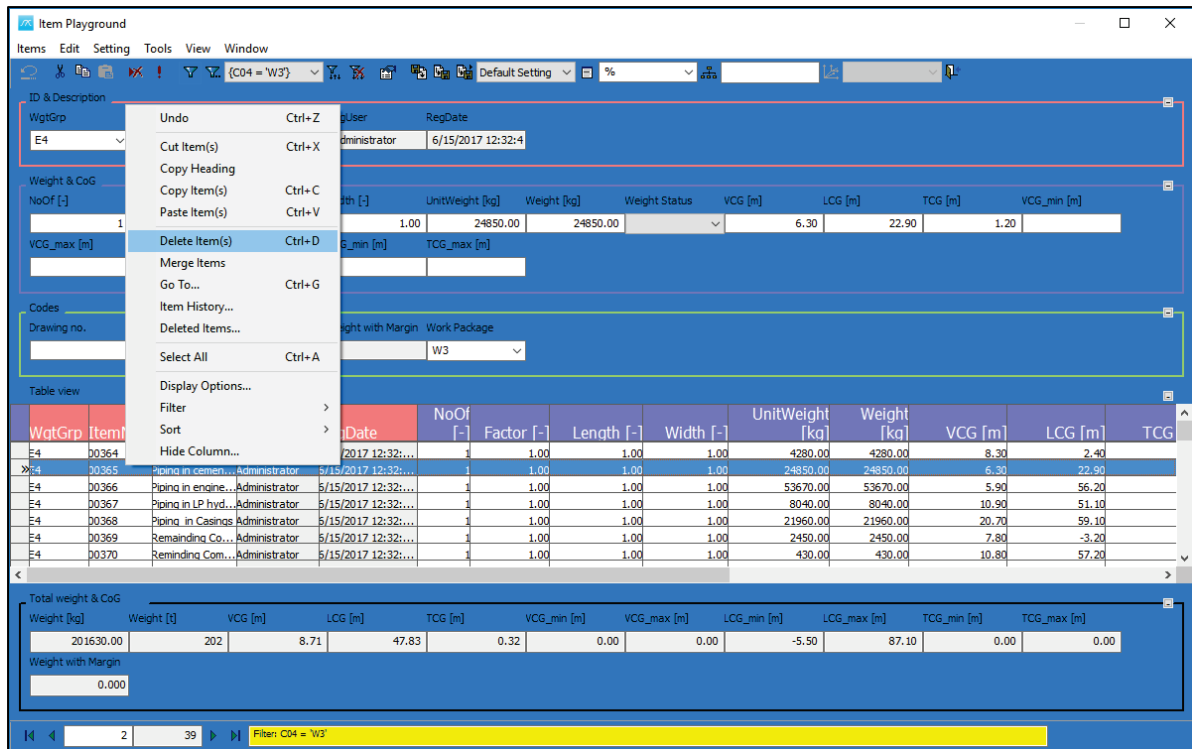 Item Playground
Items Edit Setting Tools View Window
{C04 = 'W3'} Default Setting %
ID & Description
WgtGrp RegDate
E4 6/15/2017 12:32:4
Undo Ctrl+Z
Cut Item(s) Ctrl+X
Copy Heading
Copy Item(s) Ctrl+C
Paste Item(s) Ctrl+V
Delete Item(s) Ctrl+D
Merge Items
Go To... Ctrl+G
Item History...
Deleted Items...
Select All Ctrl+A
Display Options...
Filter
Sort
Hide Column...
Weight & CoG
NoOf [-] UnitWeight [kg] Weight [kg] Weight Status VCG [m] LCG [m] TCG [m] VCG_min [m]
1 1.00 24850.00 24850.00 6.30 22.90 1.20
VCG_max [m] TCG_max [m]
Codes
Drawing no. with Margin Work Package
W3
Table view
WgtGrp NoOf [-] Factor [-] Length [-] Width [-] UnitWeight [kg] Weight [kg] VCG [m] LCG [m] TCG
E4 00364 /2017 12:32:... 1 1.00 1.00 1.00 4280.00 4280.00 8.30 2.40
E4 00365 Piping in cemen... Administrator 6/15/2017 12:32:... 1 1.00 1.00 1.00 24850.00 24850.00 6.30 22.90
E4 00366 Piping in engine... Administrator 6/15/2017 12:32:... 1 1.00 1.00 1.00 53670.00 53670.00 5.90 56.20
E4 00367 Piping in LP hyd... Administrator 6/15/2017 12:32:... 1 1.00 1.00 1.00 8040.00 8040.00 10.90 51.10
E4 00368 Piping in Casings Administrator 6/15/2017 12:32:... 1 1.00 1.00 1.00 21960.00 21960.00 20.70 59.10
E4 00369 Remainding Co... Administrator 6/15/2017 12:32:... 1 1.00 1.00 1.00 2450.00 2450.00 7.80 -3.20
E4 00370 Reminding Com... Administrator 6/15/2017 12:32:... 1 1.00 1.00 1.00 430.00 430.00 10.80 57.20
Total weight & CoG
Weight [kg] Weight [t] VCG [m] LCG [m] TCG [m] VCG_min [m] VCG_max [m] LCG_min [m] LCG_max [m] TCG_min [m] TCG_max [m]
201630.00 202 8.71 47.83 0.32 0.00 0.00 -5.50 87.10 0.00 0.00
Weight with Margin
0.000
2 39 Filter: C04 = 'W3'